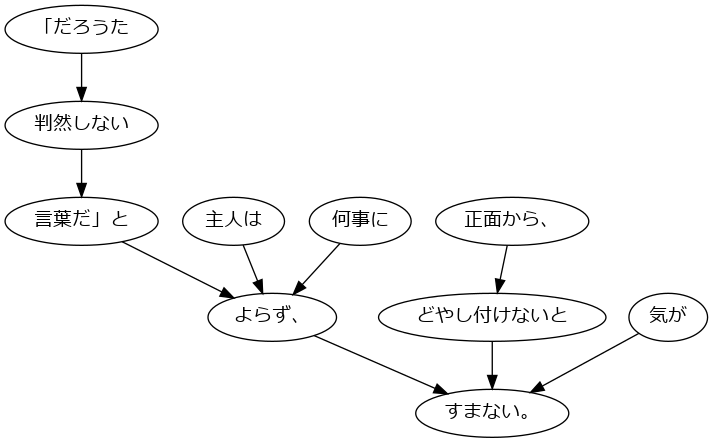 「だろうた
判然しない
言葉だ」と
主人は
何事に
正面から、
よらず、
どやし付けないと
気が
すまない。